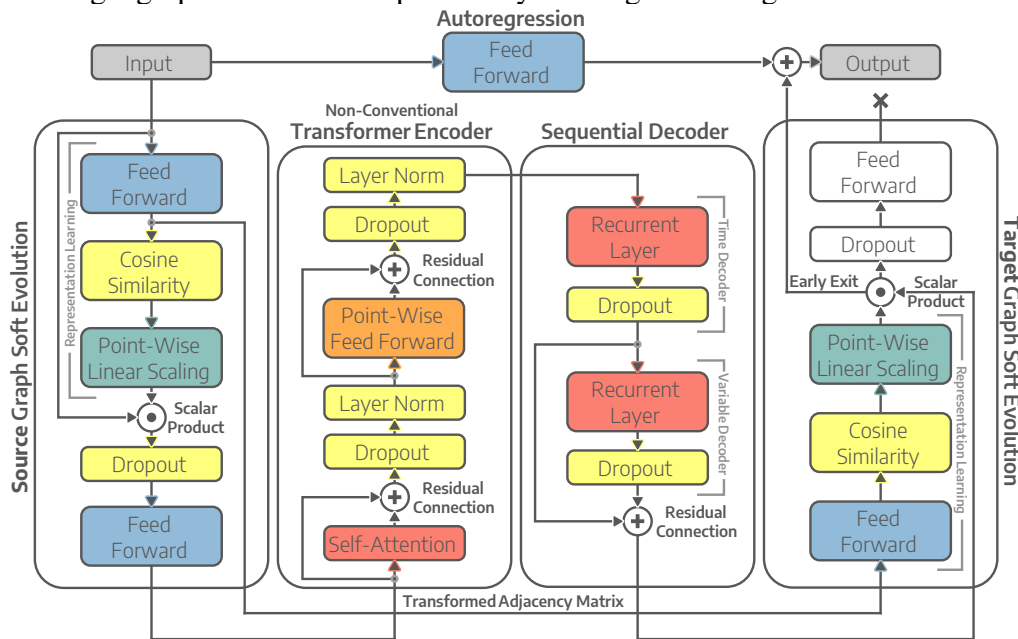 Autoregression
Input
Feed
Forward
Output
Source Graph Soft Evolution
Representation Learning
Feed
Forward
Cosine
Similarity
Point-Wise
Linear Scaling
Scalar
Product
Dropout
Feed
Forward
Non-Conventional
Transformer Encoder
Layer Norm
Dropout
Residual
Connection
Point-Wise
Feed Forward
Layer Norm
Dropout
Residual
Connection
Self-Attention
Sequential Decoder
Recurrent
Layer
Dropout
Time Decoder
Recurrent
Layer
Dropout
Variable Decoder
Residual
Connection
Target Graph Soft Evolution
Feed
Forward
Dropout
Early Exit
Scalar
Product
Point-Wise
Linear Scaling
Cosine
Similarity
Feed
Forward
Representation Learning
Transformed Adjacency Matrix